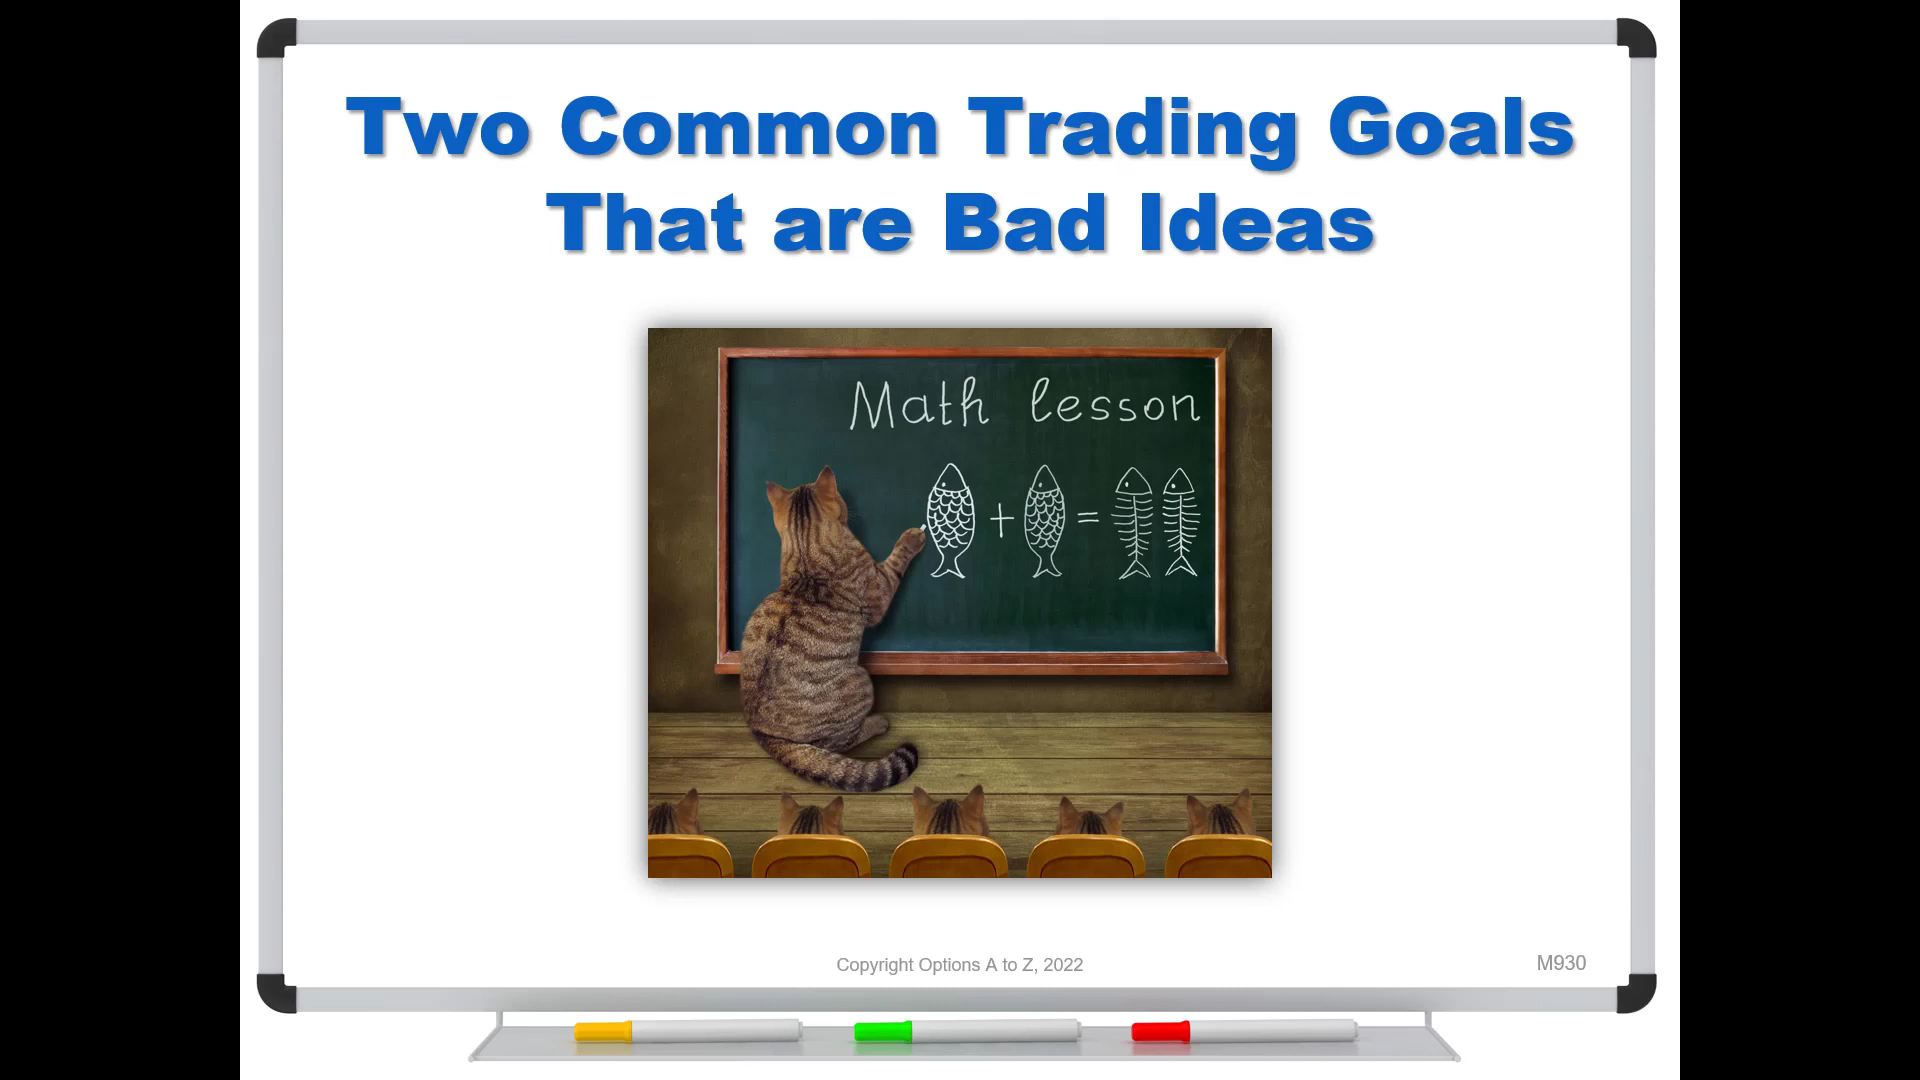 Two Common Trading Goals
That are Bad Ideas
Math lesson
+ =
Copyright Options A to Z, 2022
M930